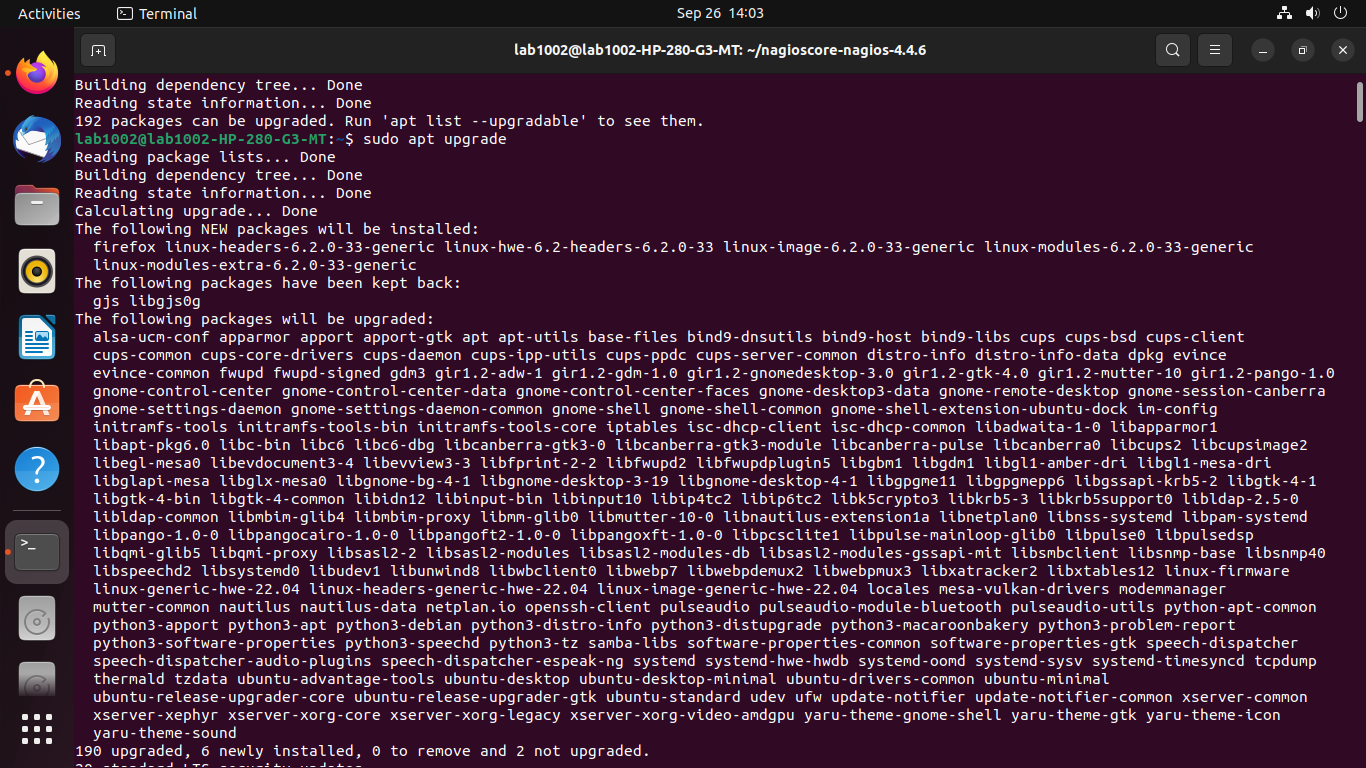 Activities
Terminal
Sep 26 14:03
lab1002@lab1002-HP-280-G3-MT: ~/nagioscore-nagios-4.4.6
Building dependency tree... Done
Reading state information... Done
192 packages can be upgraded. Run 'apt list --upgradable' to see them.
lab1002@lab1002-HP-280-G3-MT:~$ sudo apt upgrade
Reading package lists... Done
Building dependency tree... Done
Reading state information... Done
Calculating upgrade... Done
The following NEW packages will be installed:
firefox linux-headers-6.2.0-33-generic linux-hwe-6.2-headers-6.2.0-33 linux-image-6.2.0-33-generic linux-modules-6.2.0-33-generic
linux-modules-extra-6.2.0-33-generic
The following packages have been kept back:
gjs libgjs0g
The following packages will be upgraded:
alsa-ucm-conf apparmor apport apport-gtk apt apt-utils base-files bind9-dnsutils bind9-host bind9-libs cups cups-bsd cups-client
cups-common cups-core-drivers cups-daemon cups-ipp-utils cups-ppdc cups-server-common distro-info distro-info-data dpkg evince
evince-common fwupd fwupd-signed gdm3 gir1.2-adw-1 gir1.2-gdm-1.0 gir1.2-gnomedesktop-3.0 gir1.2-gtk-4.0 gir1.2-mutter-10 gir1.2-pango-1.0
gnome-control-center gnome-control-center-data gnome-control-center-faces gnome-desktop3-data gnome-remote-desktop gnome-session-canberra
gnome-settings-daemon gnome-settings-daemon-common gnome-shell gnome-shell-common gnome-shell-extension-ubuntu-dock im-config
initramfs-tools initramfs-tools-bin initramfs-tools-core iptables isc-dhcp-client isc-dhcp-common libadwaita-1-0 libapparmor1
libapt-pkg6.0 libc-bin libc6 libc6-dbg libcanberra-gtk3-0 libcanberra-gtk3-module libcanberra-pulse libcanberra0 libcups2 libcupsimage2
libegl-mesa0 libevdocument3-4 libevview3-3 libfprint-2-2 libfwupd2 libfwupdplugin5 libgbm1 libgdm1 libgl1-amber-dri libgl1-mesa-dri
libglapi-mesa libglx-mesa0 libgnome-bg-4-1 libgnome-desktop-3-19 libgnome-desktop-4-1 libgpgme11 libgpgmepp6 libgssapi-krb5-2 libgtk-4-1
libgtk-4-bin libgtk-4-common libidn12 libinput-bin libinput10 libip4tc2 libip6tc2 libk5crypto3 libkrb5-3 libkrb5support0 libldap-2.5-0
libldap-common libmbim-glib4 libmbim-proxy libmm-glib0 libmutter-10-0 libnautilus-extension1a libnetplan0 libnss-systemd libpam-systemd
libpango-1.0-0 libpangocairo-1.0-0 libpangoft2-1.0-0 libpangoxft-1.0-0 libpcsclite1 libpulse-mainloop-glib0 libpulse0 libpulsedsp
libqmi-glib5 libqmi-proxy libsasl2-2 libsasl2-modules libsasl2-modules-db libsasl2-modules-gssapi-mit libsmbclient libsnmp-base libsnmp40
libspeechd2 libsystemd0 libudev1 libunwind8 libwbclient0 libwebp7 libwebpdemux2 libwebpmux3 libxatracker2 libxtables12 linux-firmware
linux-generic-hwe-22.04 linux-headers-generic-hwe-22.04 linux-image-generic-hwe-22.04 locales mesa-vulkan-drivers modemmanager
mutter-common nautilus nautilus-data netplan.io openssh-client pulseaudio pulseaudio-module-bluetooth pulseaudio-utils python-apt-common
python3-apport python3-apt python3-debian python3-distro-info python3-distupgrade python3-macaroonbakery python3-problem-report
python3-software-properties python3-speechd python3-tz samba-libs software-properties-common software-properties-gtk speech-dispatcher
speech-dispatcher-audio-plugins speech-dispatcher-espeak-ng systemd systemd-hwe-hwdb systemd-oomd systemd-sysv systemd-timesyncd tcpdump
thermald tzdata ubuntu-advantage-tools ubuntu-desktop ubuntu-desktop-minimal ubuntu-drivers-common ubuntu-minimal
ubuntu-release-upgrader-core ubuntu-release-upgrader-gtk ubuntu-standard udev ufw update-notifier update-notifier-common xserver-common
xserver-xephyr xserver-xorg-core xserver-xorg-legacy xserver-xorg-video-amdgpu yaru-theme-gnome-shell yaru-theme-gtk yaru-theme-icon
yaru-theme-sound
190 upgraded, 6 newly installed, 0 to remove and 2 not upgraded.